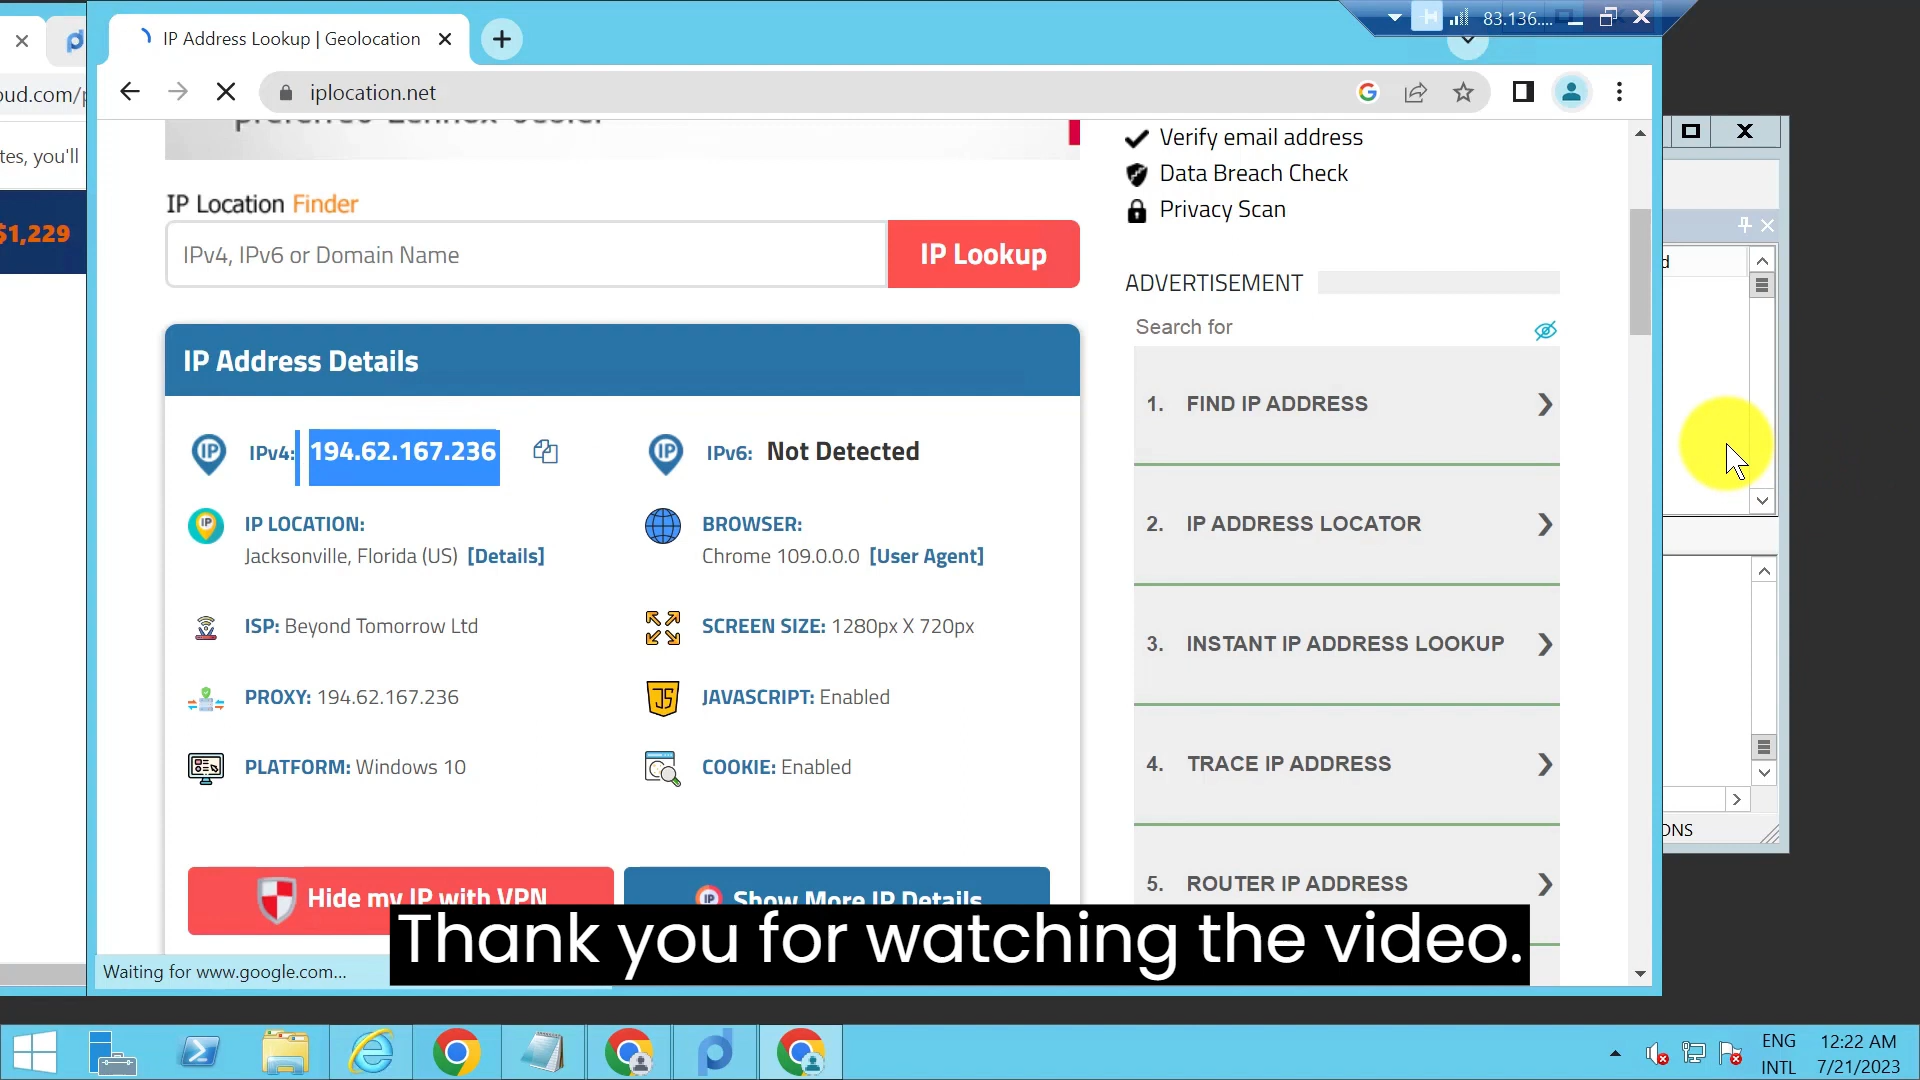 IP Address Lookup | Geolocation
83.136....
oud.com/p
iplocation.net
tes, you'll
$1,229
Verify email address
Data Breach Check
Privacy Scan
IP Location Finder
IPv4, IPv6 or Domain Name
IP Lookup
ADVERTISEMENT
Search for
IP Address Details
IPv4: 194.62.167.236
IPv6: Not Detected
IP LOCATION:
Jacksonville, Florida (US) [Details]
BROWSER:
Chrome 109.0.0.0 [User Agent]
ISP: Beyond Tomorrow Ltd
SCREEN SIZE: 1280px X 720px
PROXY: 194.62.167.236
JAVASCRIPT: Enabled
PLATFORM: Windows 10
COOKIE: Enabled
1. FIND IP ADDRESS
2. IP ADDRESS LOCATOR
3. INSTANT IP ADDRESS LOOKUP
4. TRACE IP ADDRESS
5. ROUTER IP ADDRESS
Hide my IP with VPN
Show More IP Details
Thank you for watching the video.
Waiting for www.google.com...
ONS
ENG
INTL
12:22 AM
7/21/2023